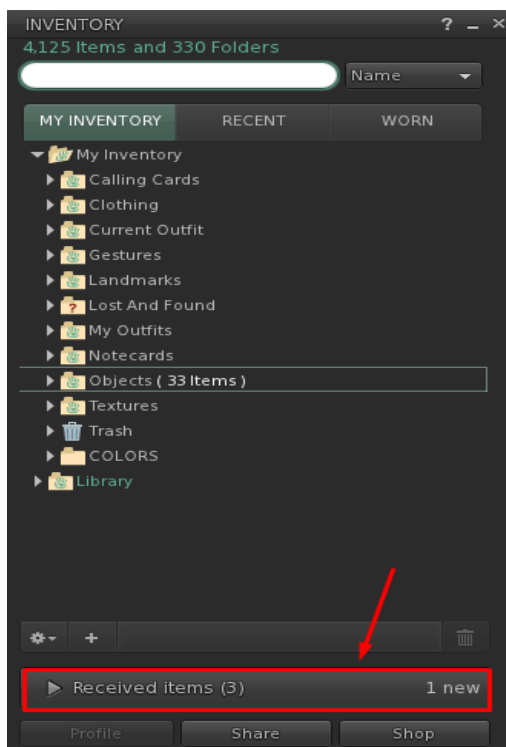 INVENTORY ? _ ×
4,125 Items and 330 Folders
Name
MY INVENTORY RECENT WORN
My Inventory
Calling Cards
Clothing
Current Outfit
Gestures
Landmarks
? Lost And Found
My Outfits
Notecards
Objects ( 33 Items )
Textures
Trash
COLORS
Library
+
Received items (3) 1 new
Profile Share Shop